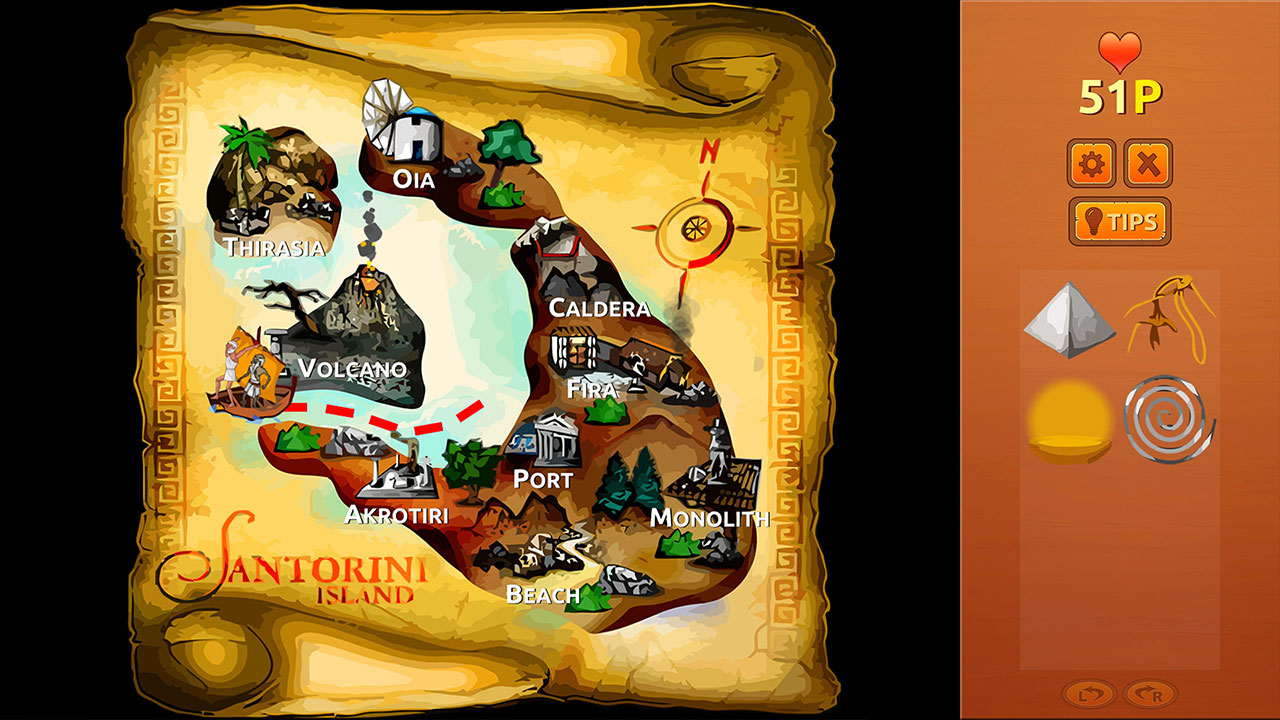 51P
TIPS
N
OIA
THIRASIA
CALDERA
VOLCANO
FIRA
PORT
AKROTIRI
MONOLITH
SANTORINI
ISLAND
BEACH
L
R